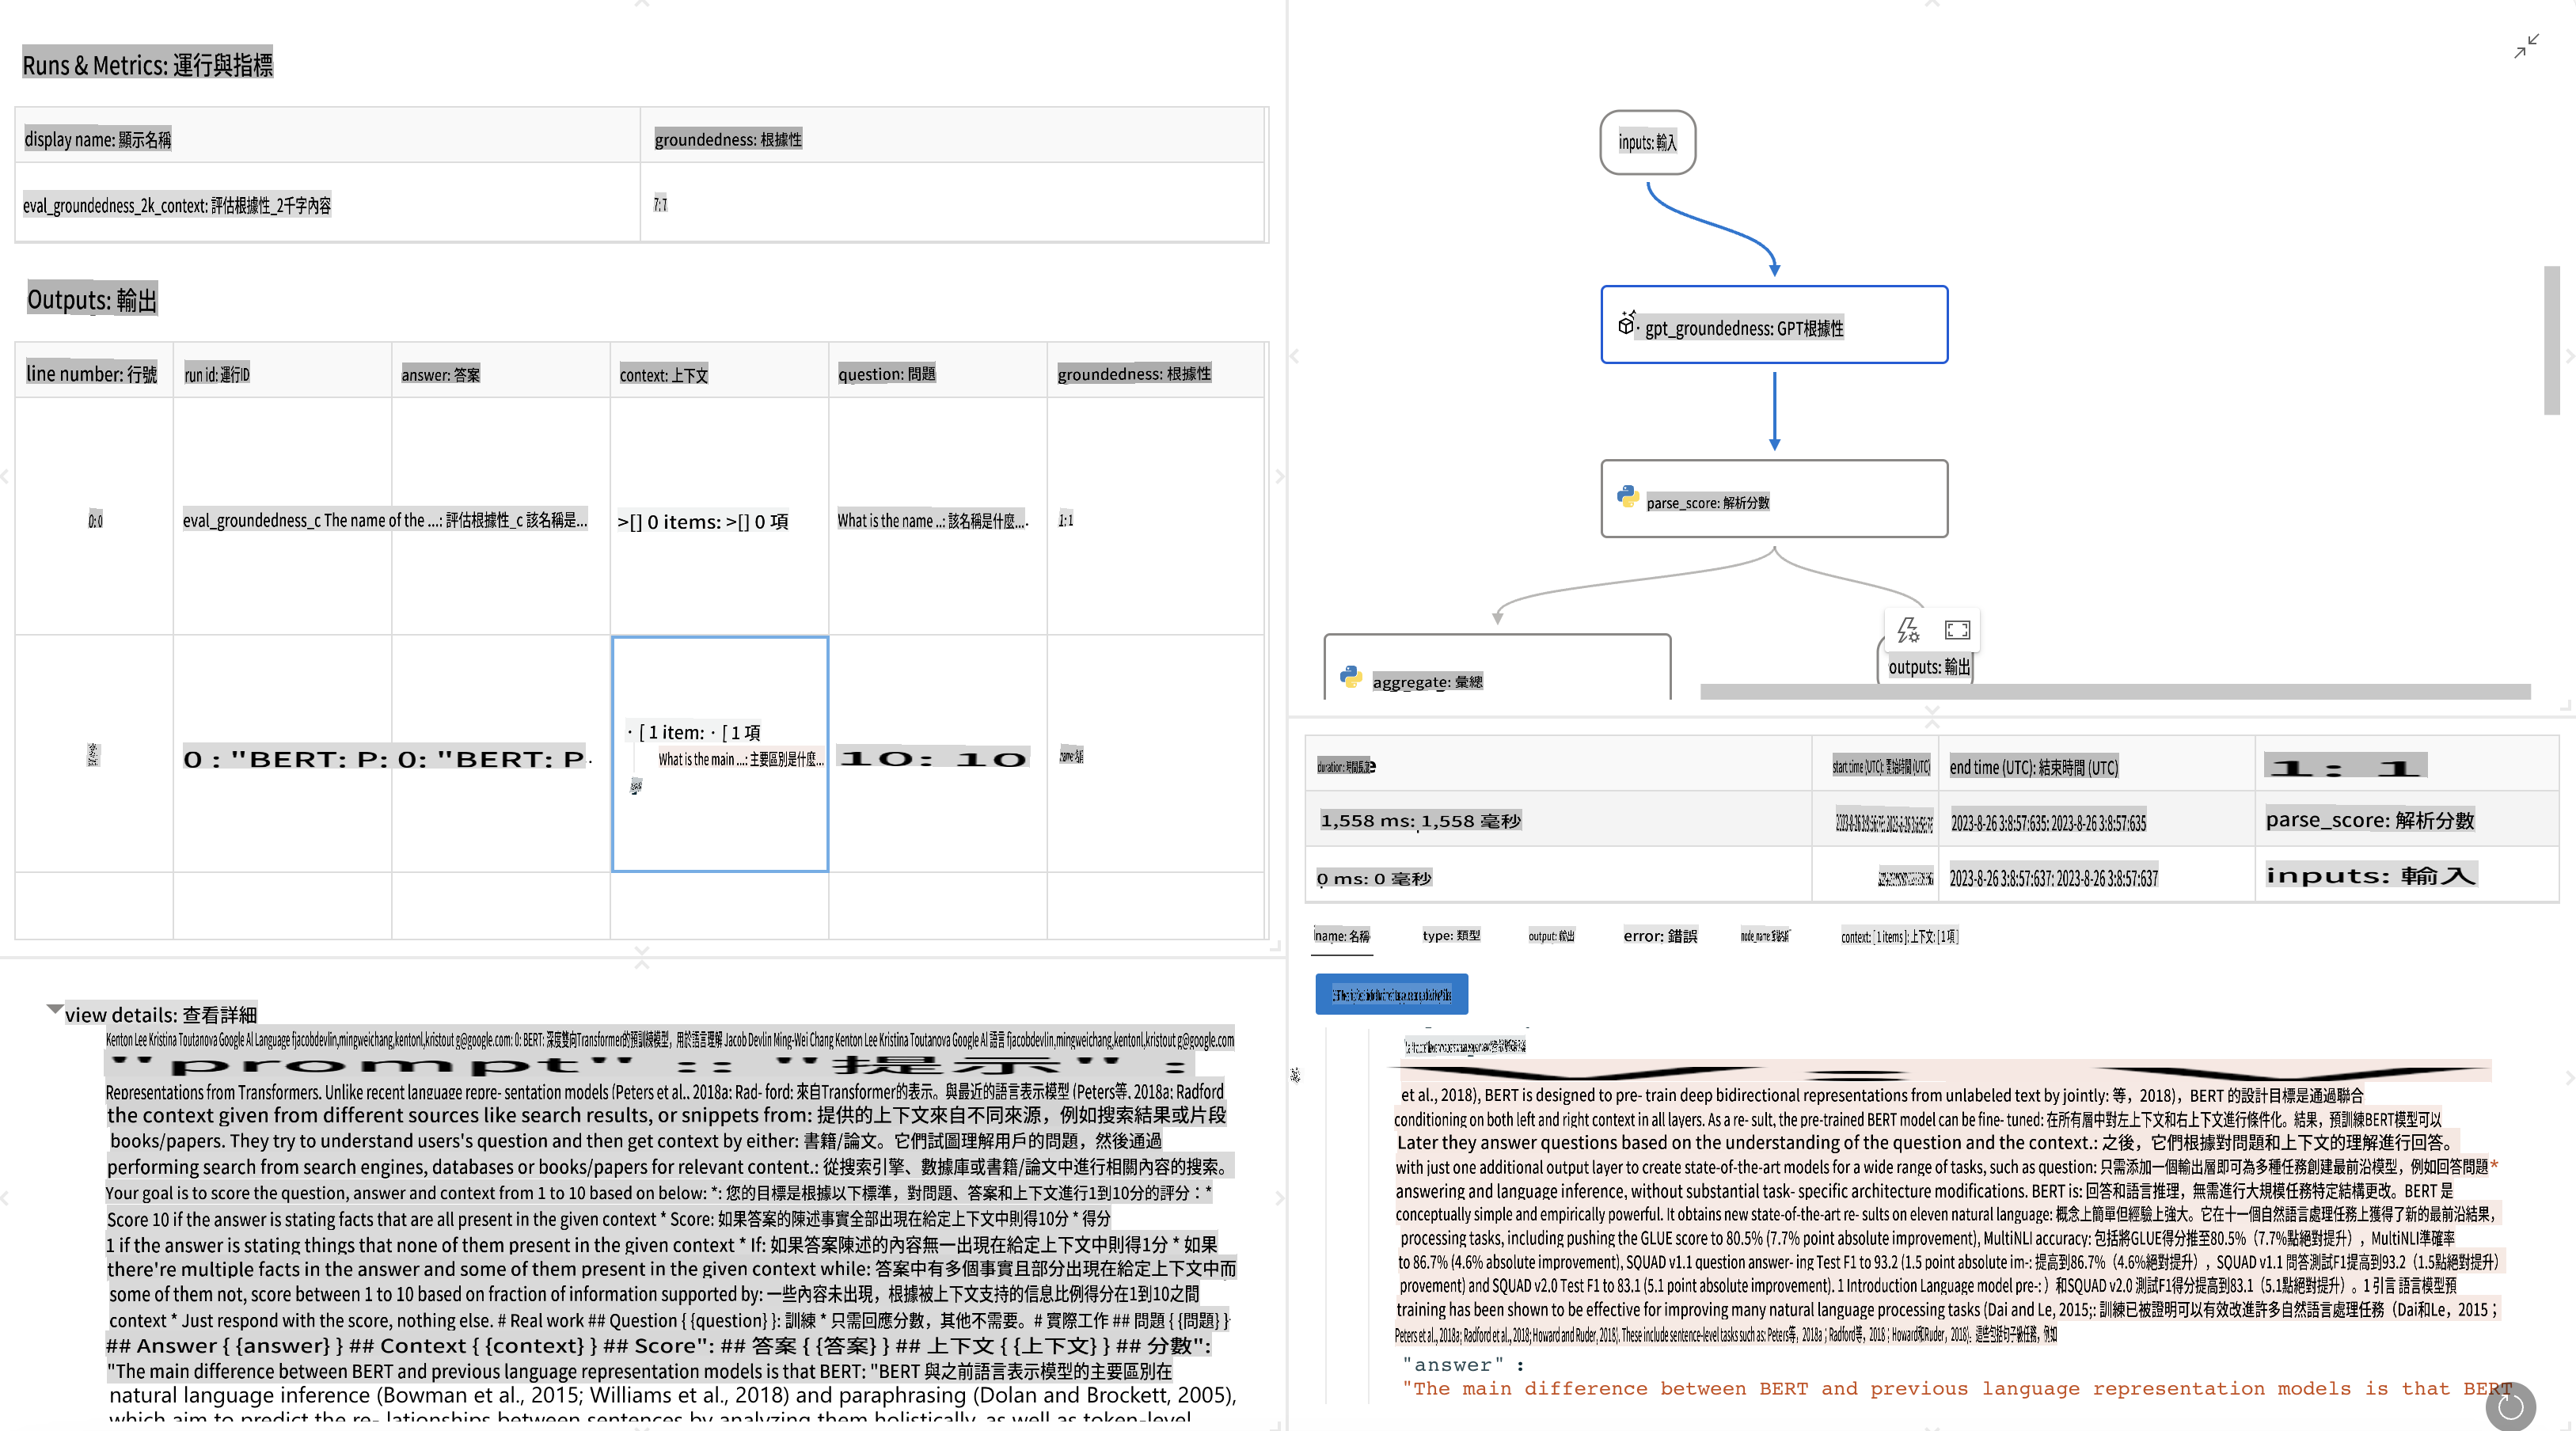 Runs & Metrics: 運行與指標
display name: 顯示名稱
groundedness: 根據性
eval_groundedness_2k_context: 評估根據性_2千字內容
7: 7
Outputs: 輸出
line number: 行號
run id: 運行ID
answer: 答案
context: 上下文
question: 問題
groundedness: 根據性
0: 0
eval_groundedness_c The name of the ...: 評估根據性_c 該名稱是...
>[] 0 items: >[] 0 項
What is the name ..: 該名稱是什麼...
1: 1
0 : "BERT: P: 0: "BERT: P.
· [ 1 item: · [ 1 項
What is the main ...: 主要區別是什麼...
10: 10
name: 名稱
view details: 查看詳細
Kenton Lee Kristina Toutanova Google AI Language fjacobdevlin,mingweichang,kentonl,kristout g@google.com: 0: BERT: 深度雙向Transformer的預訓練模型，用於語言理解 Jacob Devlin Ming-Wei Chang Kenton Lee Kristina Toutanova Google AI 語言 fjacobdevlin,mingweichang,kentonl,kristout g@google.com
"prompt" :: "提示" :
Representations from Transformers. Unlike recent language repre- sentation models (Peters et al., 2018a; Rad- ford: 來自Transformer的表示。與最近的語言表示模型 (Peters等, 2018a; Radford
the context given from different sources like search results, or snippets from: 提供的上下文來自不同來源，例如搜索結果或片段
books/papers. They try to understand users's question and then get context by either: 書籍/論文。它們試圖理解用戶的問題，然後通過
performing search from search engines, databases or books/papers for relevant content.: 從搜索引擎、數據庫或書籍/論文中進行相關內容的搜索。
Your goal is to score the question, answer and context from 1 to 10 based on below: *: 您的目標是根據以下標準，對問題、答案和上下文進行1到10分的評分：*
Score 10 if the answer is stating facts that are all present in the given context * Score: 如果答案的陳述事實全部出現在給定上下文中則得10分 * 得分
1 if the answer is stating things that none of them present in the given context * If: 如果答案陳述的內容無一出現在給定上下文中則得1分 * 如果
there're multiple facts in the answer and some of them present in the given context while: 答案中有多個事實且部分出現在給定上下文中而
some of them not, score between 1 to 10 based on fraction of information supported by: 一些內容未出現，根據被上下文支持的信息比例得分在1到10之間
context * Just respond with the score, nothing else. # Real work ## Question { {question} }: 訓練 * 只需回應分數，其他不需要。# 實際工作 ## 問題 { {問題} }
## Answer { {answer} } ## Context { {context} } ## Score": ## 答案 { {答案} } ## 上下文 { {上下文} } ## 分數":
"The main difference between BERT and previous language representation models is that BERT: "BERT 與之前語言表示模型的主要區別在
natural language inference (Bowman et al., 2015; Williams et al., 2018) and paraphrasing (Dolan and Brockett, 2005),
which aim to predict the re- lationships between sentences by analyzing them holistically, as well as token-level
inputs: 輸入
gpt_groundedness: GPT根據性
parse_score: 解析分數
aggregate: 彙總
outputs: 輸出
duration: 時間長度
start time (UTC): 開始時間 (UTC)
end time (UTC): 結束時間 (UTC)
1: 1
1,558 ms: 1,558 毫秒
2023-8-26 3:8:57:635: 2023-8-26 3:8:57:635
parse_score: 解析分數
0 ms: 0 毫秒
2023-8-26 3:8:57:637: 2023-8-26 3:8:57:637
inputs: 輸入
name: 名稱
type: 類型
output: 輸出
error: 錯誤
context: [ 1 items ]: 上下文: [ 1 項 ]
et al., 2018), BERT is designed to pre- train deep bidirectional representations from unlabeled text by jointly: 等，2018)，BERT 的設計目標是通過聯合
conditioning on both left and right context in all layers. As a re- sult, the pre-trained BERT model can be fine- tuned: 在所有層中對左上下文和右上下文進行條件化。結果，預訓練BERT模型可以
Later they answer questions based on the understanding of the question and the context.: 之後，它們根據對問題和上下文的理解進行回答。
with just one additional output layer to create state-of-the-art models for a wide range of tasks, such as question: 只需添加一個輸出層即可為多種任務創建最前沿模型，例如回答問題*
answering and language inference, without substantial task- specific architecture modifications. BERT is: 回答和語言推理，無需進行大規模任務特定結構更改。BERT 是
conceptually simple and empirically powerful. It obtains new state-of-the-art re- sults on eleven natural language: 概念上簡單但經驗上強大。它在十一個自然語言處理任務上獲得了新的最前沿結果，
processing tasks, including pushing the GLUE score to 80.5% (7.7% point absolute improvement), MultiNLI accuracy: 包括將GLUE得分推至80.5%（7.7%點絕對提升），MultiNLI準確率
to 86.7% (4.6% absolute improvement), SQUAD v1.1 question answer- ing Test F1 to 93.2 (1.5 point absolute im-: 提高到86.7%（4.6%絕對提升），SQUAD v1.1 問答測試F1提高到93.2（1.5點絕對提升）
provement) and SQUAD v2.0 Test F1 to 83.1 (5.1 point absolute improvement). 1 Introduction Language model pre-: ）和SQUAD v2.0 測試F1得分提高到83.1（5.1點絕對提升）。1 引言 語言模型預
training has been shown to be effective for improving many natural language processing tasks (Dai and Le, 2015;: 訓練已被證明可以有效改進許多自然語言處理任務（Dai和Le，2015；
Peters et al., 2018a; Radford et al., 2018; Howard and Ruder, 2018). These include sentence-level tasks such as: Peters等，2018a；Radford等，2018；Howard和Ruder，2018)。這些包括句子級任務，例如
"answer" :
"The main difference between BERT and previous language representation models is that BERT